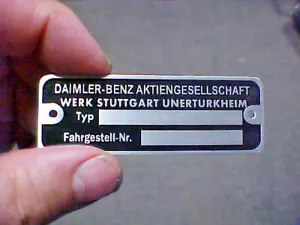 DAIMLER-BENZ AKTIENGESELLSCHAFT
WERK STUTTGART UNERTURKHEIM
Typ
Fahrgestell-Nr.